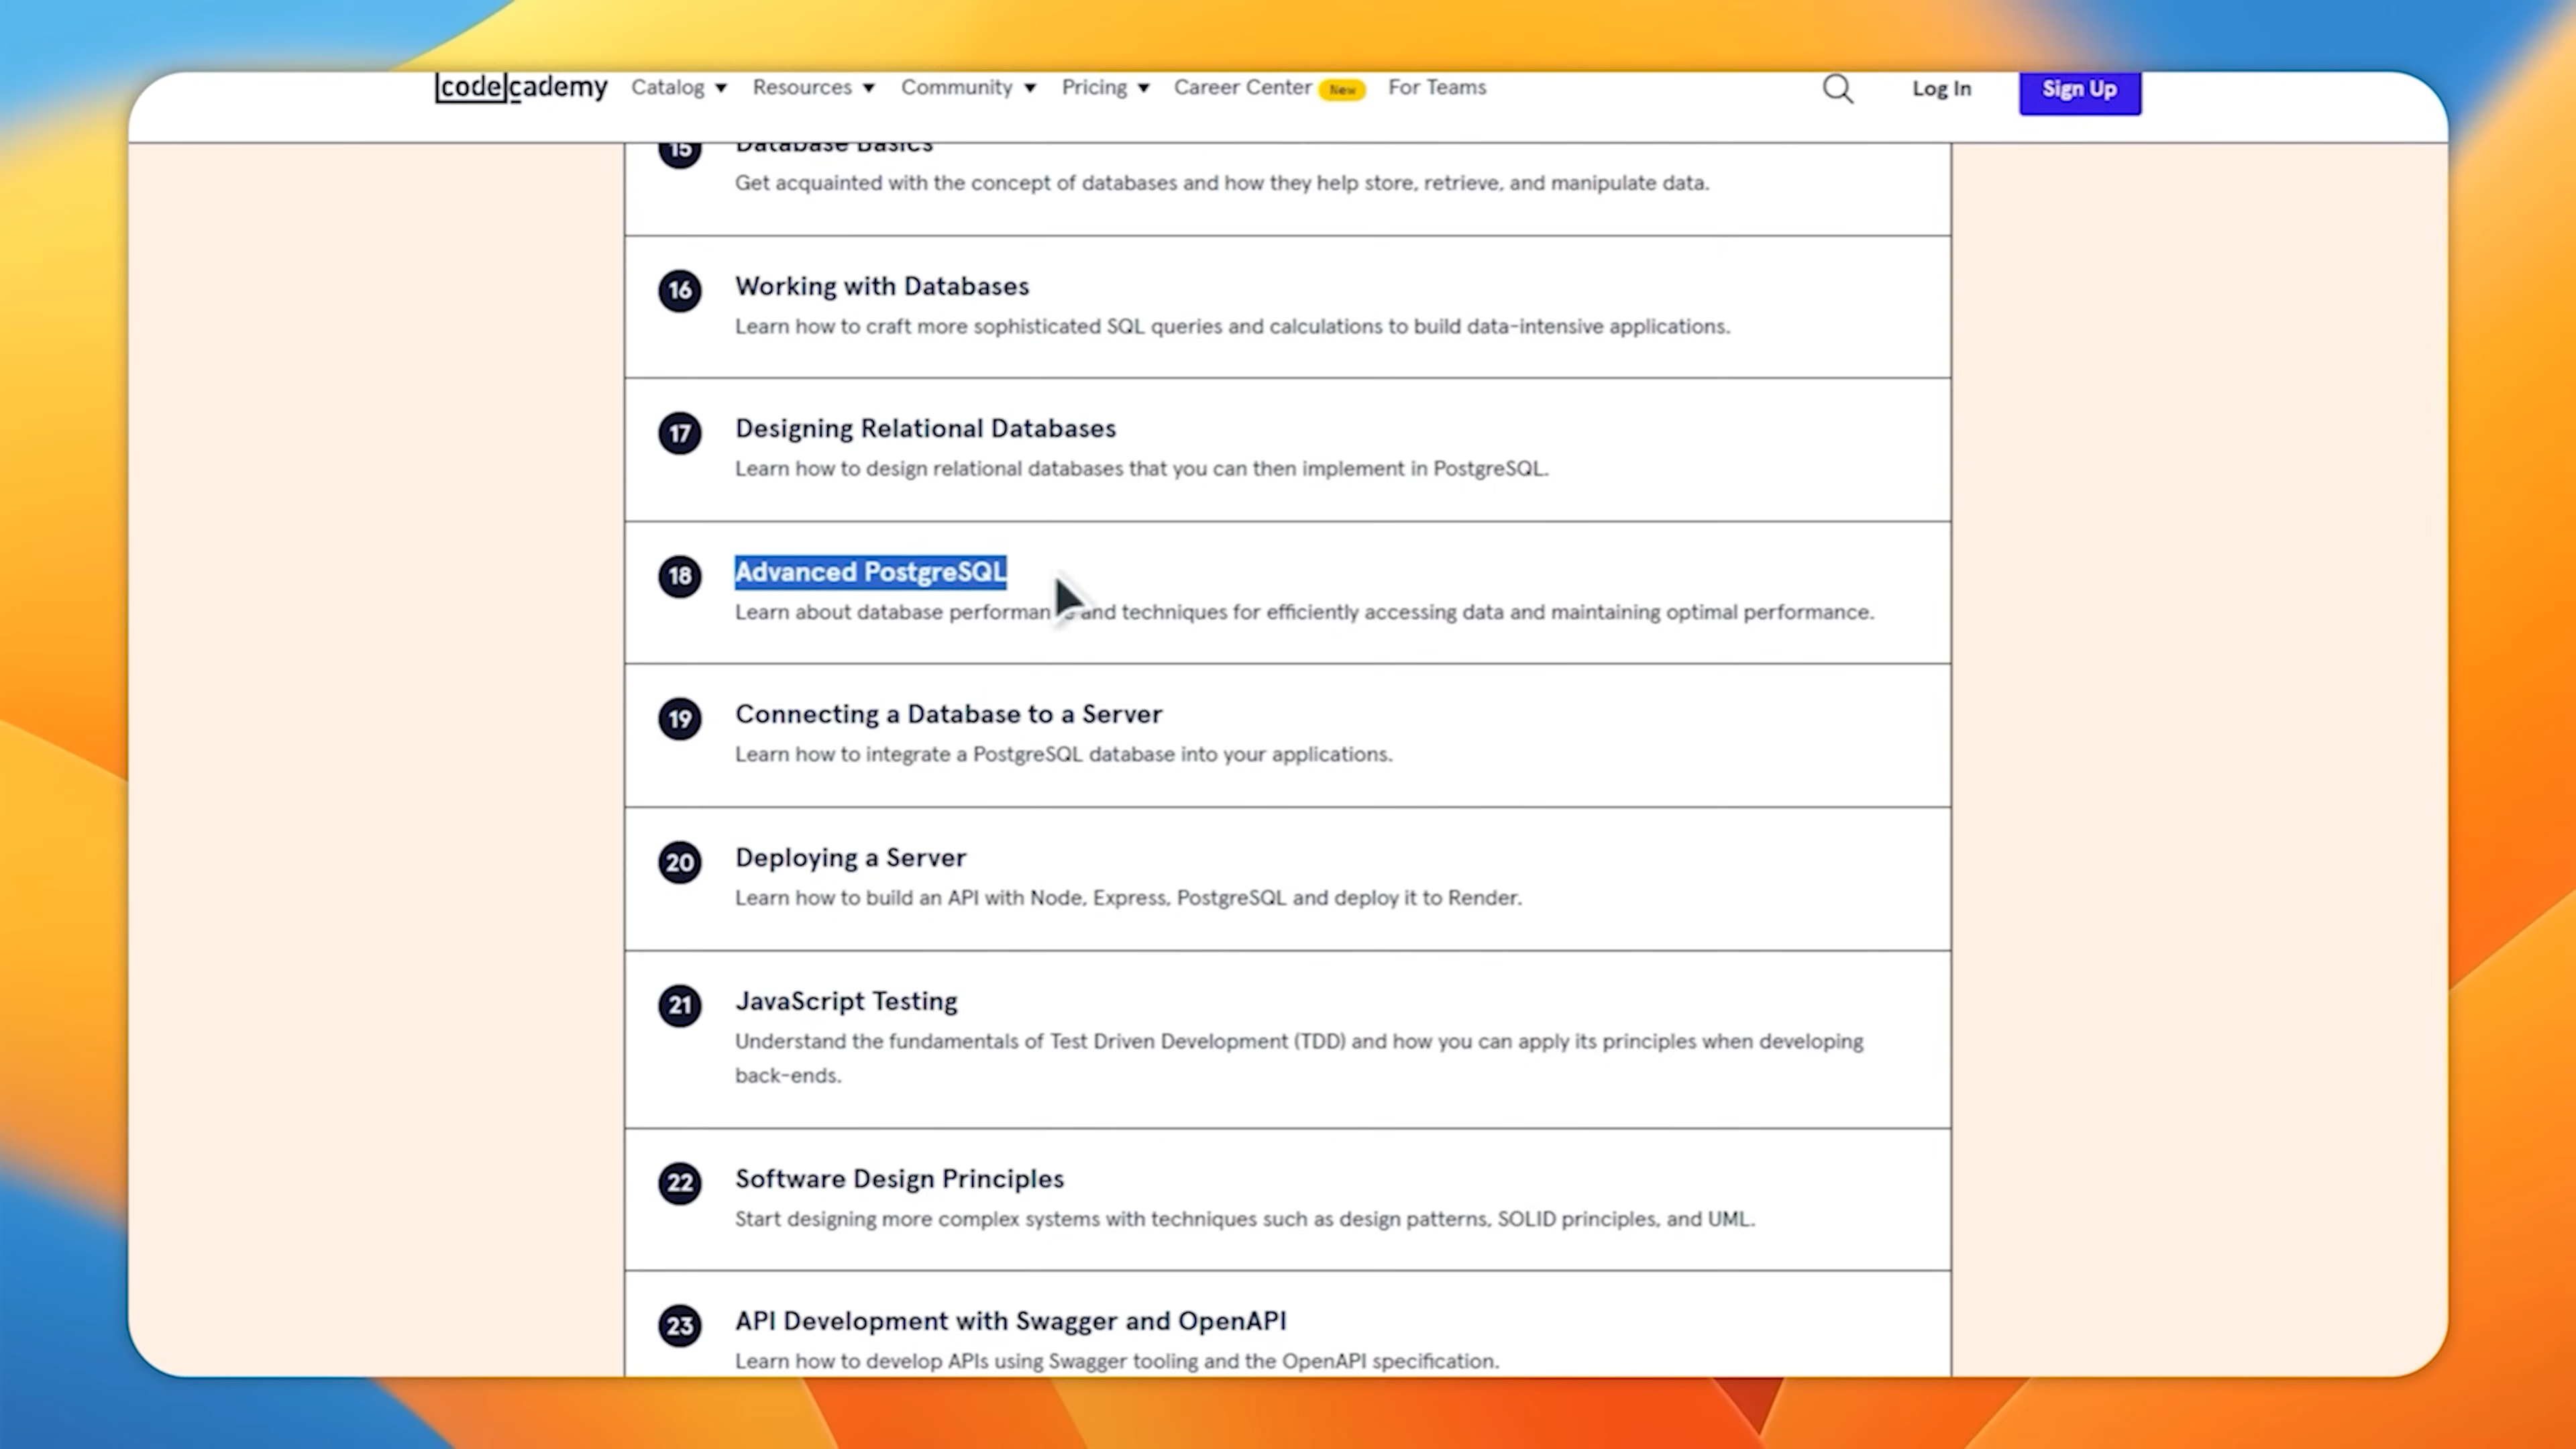 codecademy
Catalog Resources Community Pricing Career Center New For Teams Log In Sign Up
15 Database Basics
Get acquainted with the concept of databases and how they help store, retrieve, and manipulate data.
16 Working with Databases
Learn how to craft more sophisticated SQL queries and calculations to build data-intensive applications.
17 Designing Relational Databases
Learn how to design relational databases that you can then implement in PostgreSQL.
18 Advanced PostgreSQL
Learn about database performance and techniques for efficiently accessing data and maintaining optimal performance.
19 Connecting a Database to a Server
Learn how to integrate a PostgreSQL database into your applications.
20 Deploying a Server
Learn how to build an API with Node, Express, PostgreSQL and deploy it to Render.
21 JavaScript Testing
Understand the fundamentals of Test Driven Development (TDD) and how you can apply its principles when developing
back-ends.
22 Software Design Principles
Start designing more complex systems with techniques such as design patterns, SOLID principles, and UML.
23 API Development with Swagger and OpenAPI
Learn how to develop APIs using Swagger tooling and the OpenAPI specification.